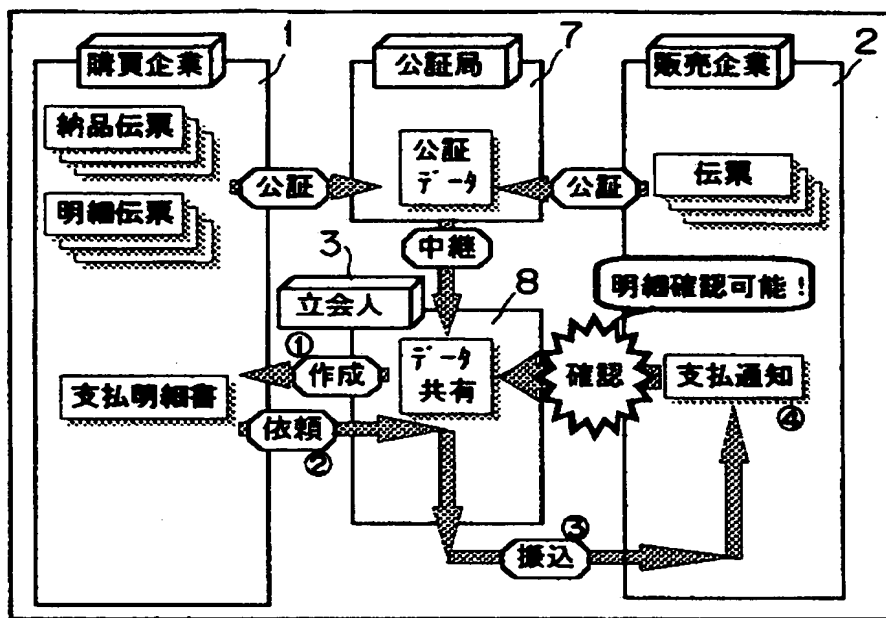 購買企業
1
公証局
7
販売企業
2
納品伝票
明細伝票
公証
公証
データ
公証
伝票
中継
3
立会人
8
明細確認可能!
①
作成
データ
共有
確認
支払通知
④
支払明細書
依頼
②
③
振込